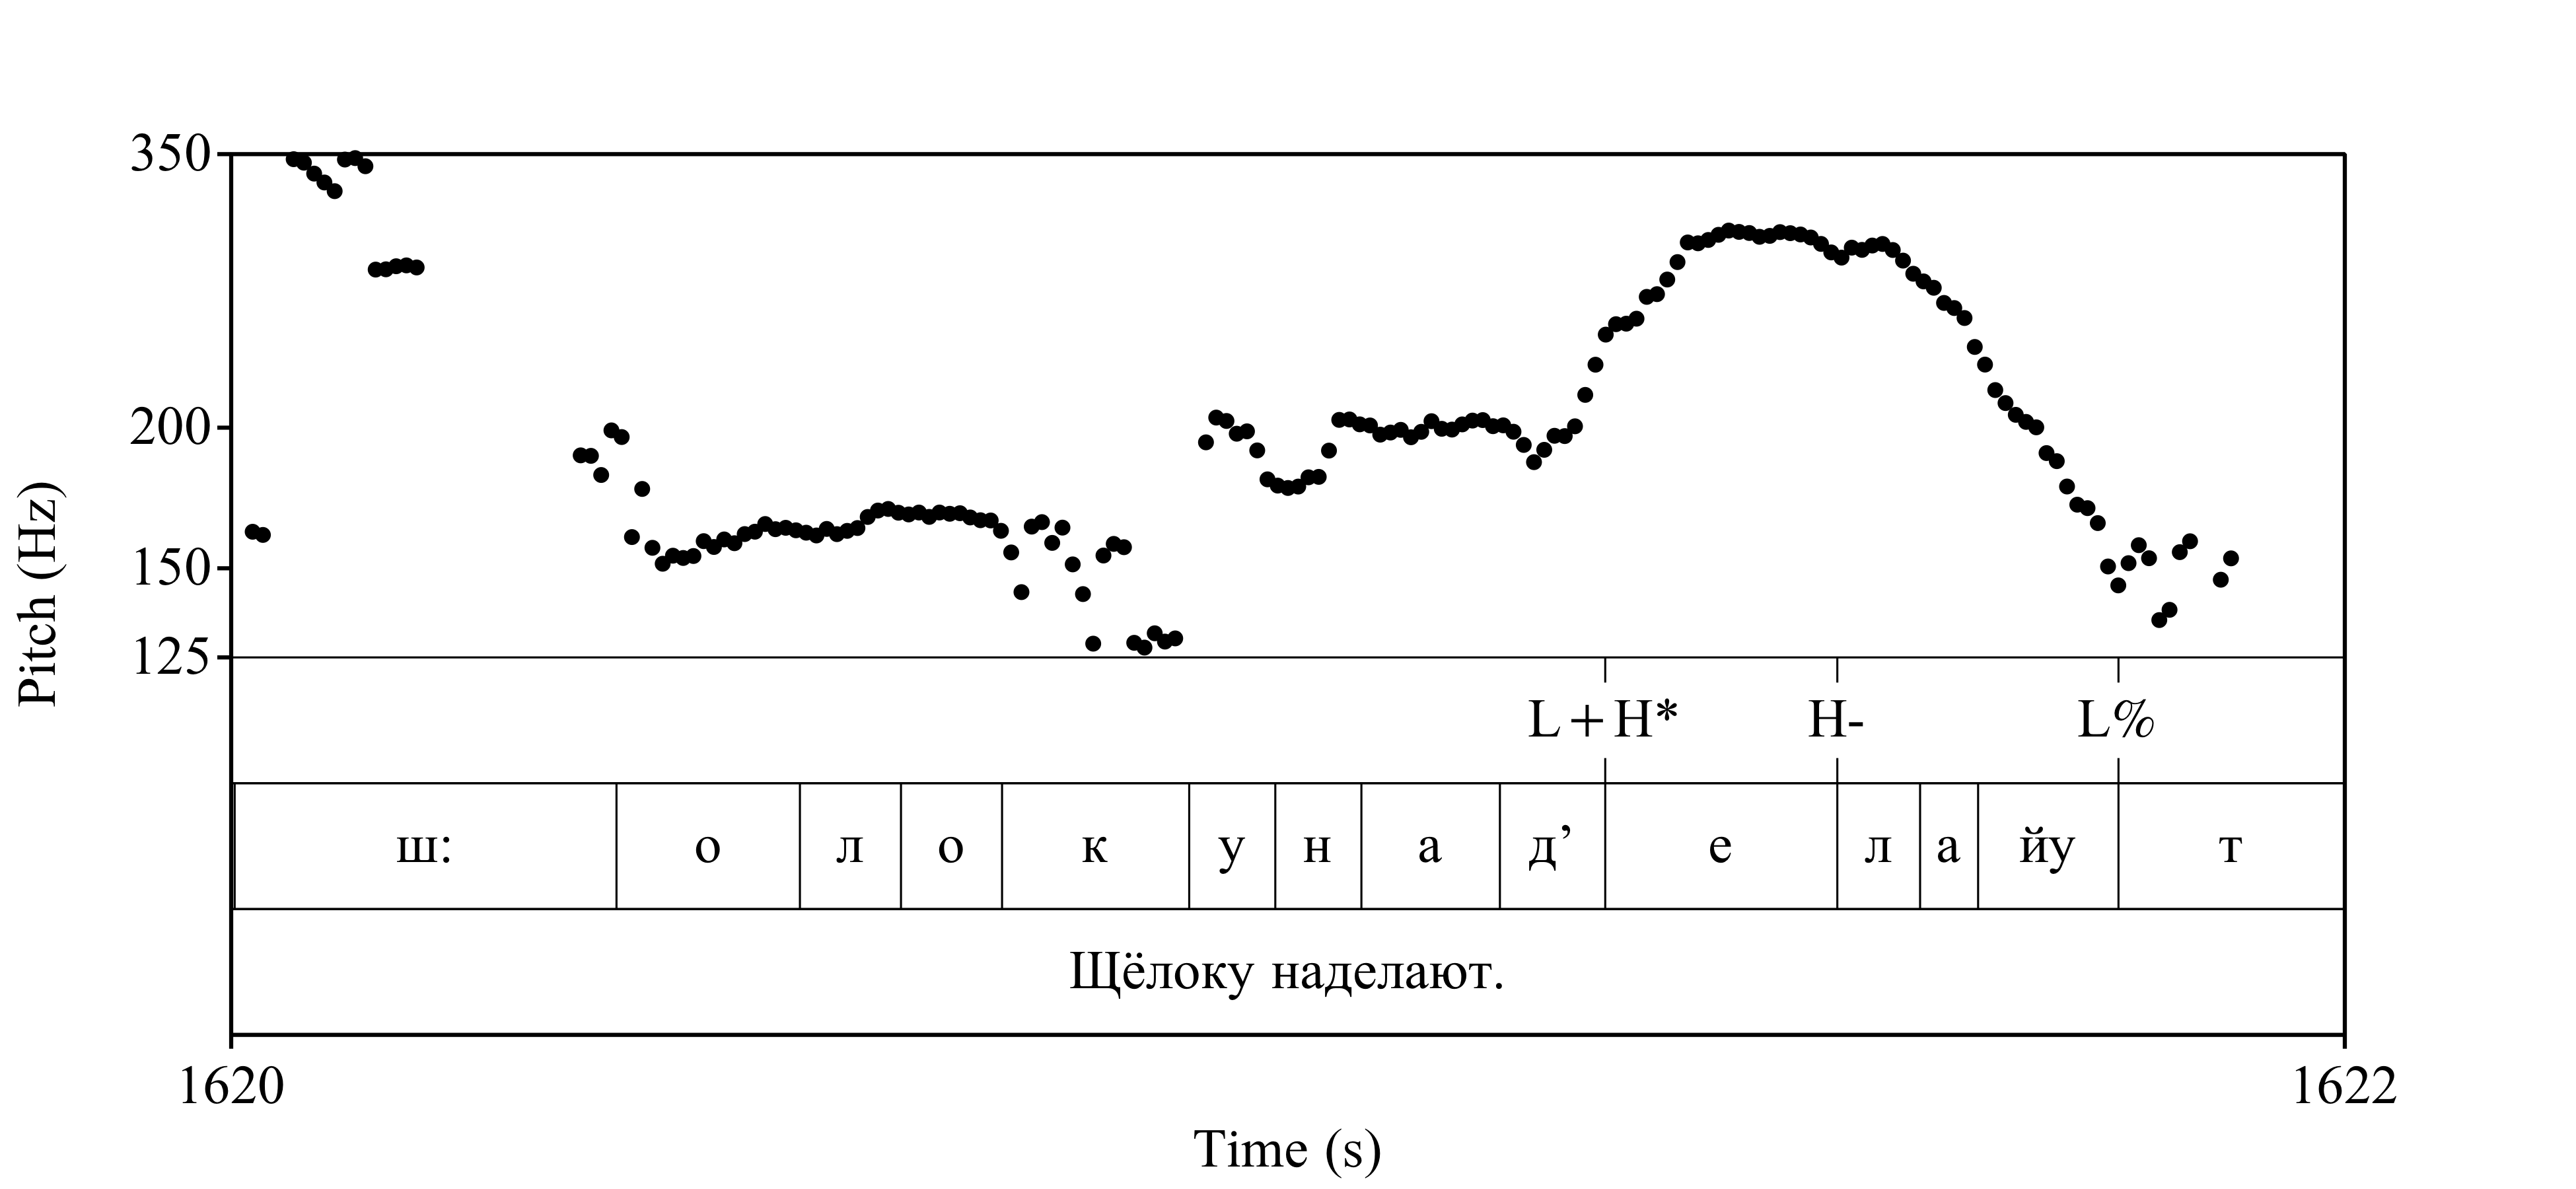 350
200
150
125
Pitch (Hz)
L+H* H- L%
ш: о л о к у н а д’ е л а йу т
Щёлоку наделают.
1620 1622
Time (s)